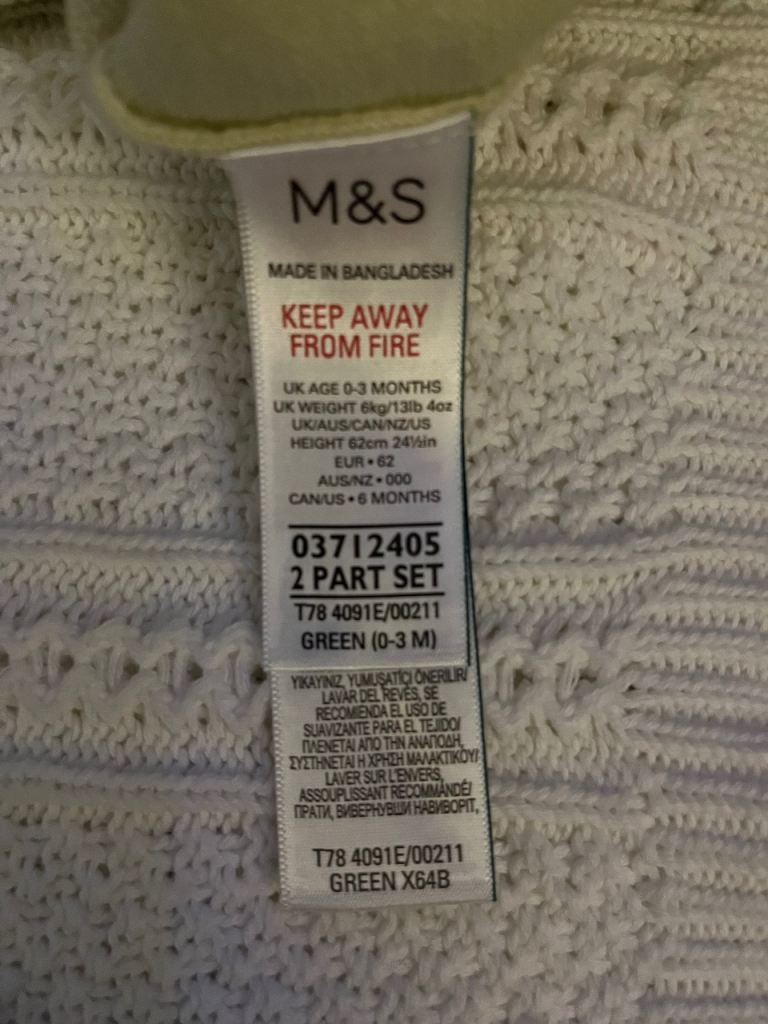 M&S
MADE IN BANGLADESH
KEEP AWAY
FROM FIRE
UK AGE 0-3 MONTHS
UK WEIGHT 6kg/13lb 4oz
UK/AUS/CAN/NZ/US
HEIGHT 62cm 24½in
EUR • 62
AUS/NZ • 000
CAN/US • 6 MONTHS
03712405
2 PART SET
T78 4091E/00211
GREEN (0-3 M)
YIKAYINIZ, YUMUŞATICI ÖNERİLİR/
LAVAR DEL REVÉS, SE
RECOMIENDA EL USO DE
SUAVIZANTE PARA EL TEJIDO/
ΠΛΕΝΕΤΑΙ ΑΠΟ ΤΗΝ ΑΝΑΠΟΔΗ,
ΣΥΣΤΗΝΕΤΑΙ Η ΧΡΗΣΗ ΜΑΛΑΚΤΙΚΟΥ/
LAVER SUR L'ENVERS,
ASSOUPLISSANT RECOMMANDÉ/
ПРАТИ, ВИВЕРНУВШИ НАВИВОРІТ,
T78 4091E/00211
GREEN X64B